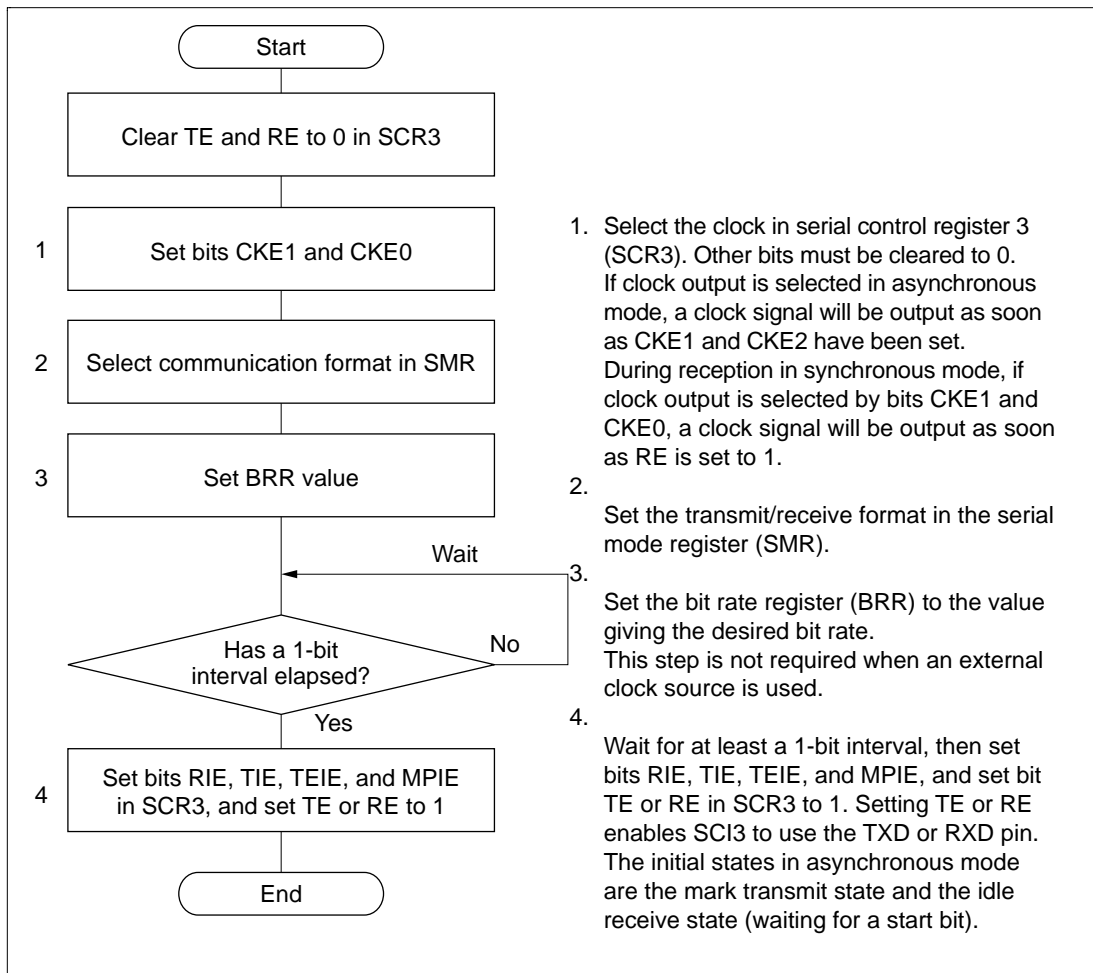 Start
Clear TE and RE to 0 in SCR3
1
Set bits CKE1 and CKE0
2
Select communication format in SMR
3
Set BRR value
Wait
Has a 1-bit
interval elapsed?
No
Yes
4
Set bits RIE, TIE, TEIE, and MPIE
in SCR3, and set TE or RE to 1
End
1. Select the clock in serial control register 3
(SCR3). Other bits must be cleared to 0.
If clock output is selected in asynchronous
mode, a clock signal will be output as soon
as CKE1 and CKE2 have been set.
During reception in synchronous mode, if
clock output is selected by bits CKE1 and
CKE0, a clock signal will be output as soon
as RE is set to 1.
2.
Set the transmit/receive format in the serial
mode register (SMR).
3.
Set the bit rate register (BRR) to the value
giving the desired bit rate.
This step is not required when an external
clock source is used.
4.
Wait for at least a 1-bit interval, then set
bits RIE, TIE, TEIE, and MPIE, and set bit
TE or RE in SCR3 to 1. Setting TE or RE
enables SCI3 to use the TXD or RXD pin.
The initial states in asynchronous mode
are the mark transmit state and the idle
receive state (waiting for a start bit).